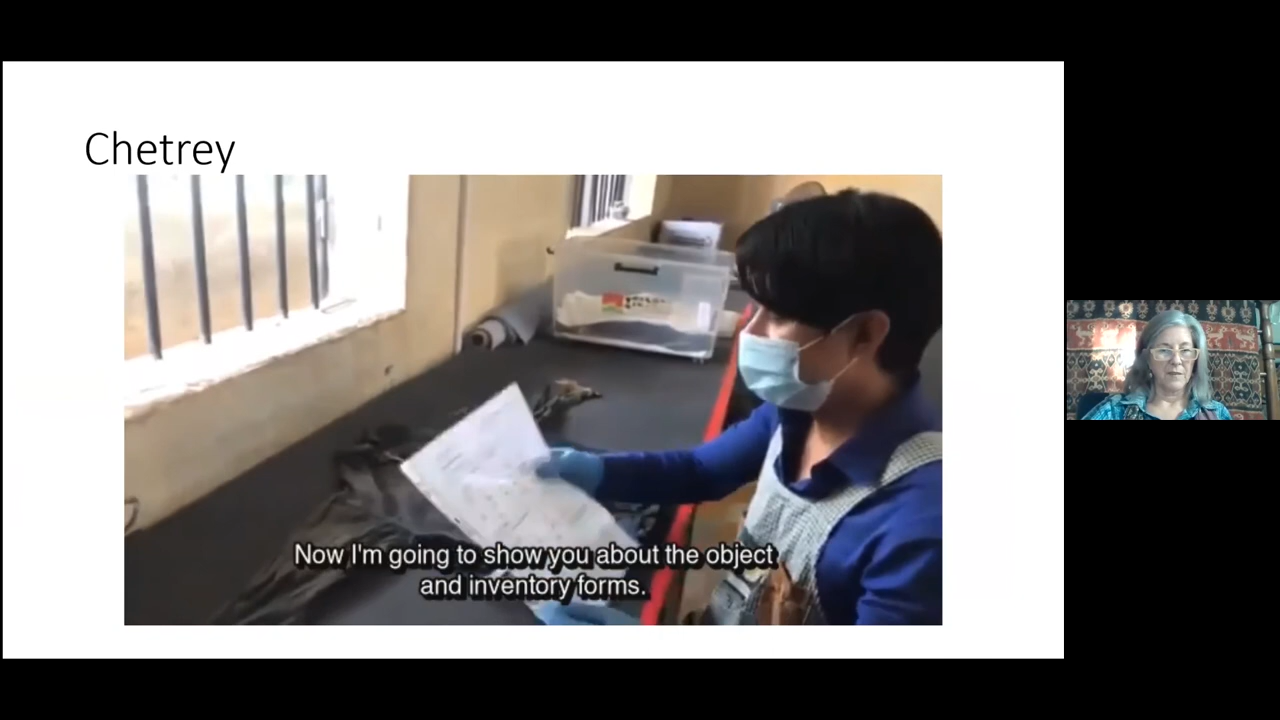 Chetrey
Now I'm going to show you about the object
and inventory forms.